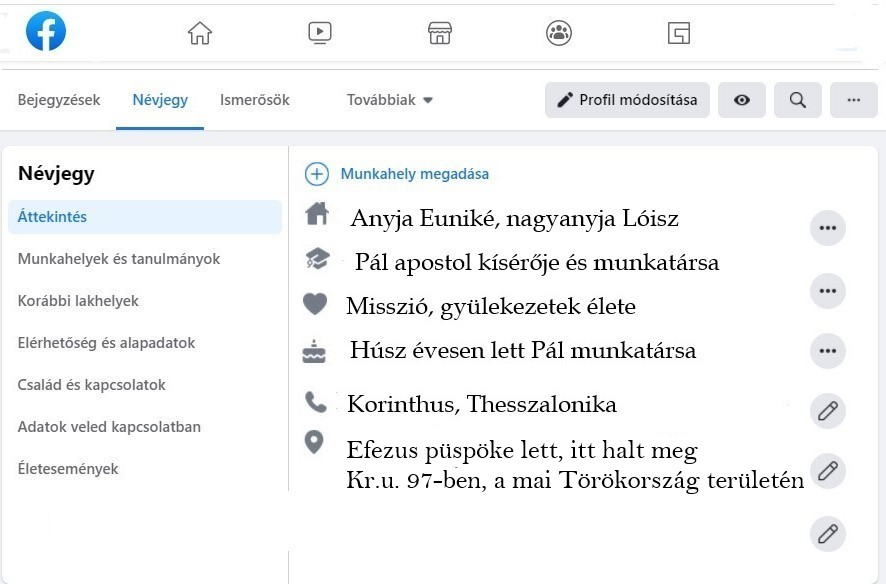 Bejegyzések Névjegy Ismerősök Továbbiak Profil módosítása
Névjegy
Áttekintés
Munkahelyek és tanulmányok
Korábbi lakhelyek
Elérhetőség és alapadatok
Család és kapcsolatok
Adatok veled kapcsolatban
Életesemények
Munkahely megadása
Anyja Euniké, nagyanyja Lóisz
Pál apostol kísérője és munkatársa
Misszió, gyülekezetek élete
Húsz évesen lett Pál munkatársa
Korinthus, Thesszalonika
Efezus püspöke lett, itt halt meg
Kr.u. 97-ben, a mai Törökország területén